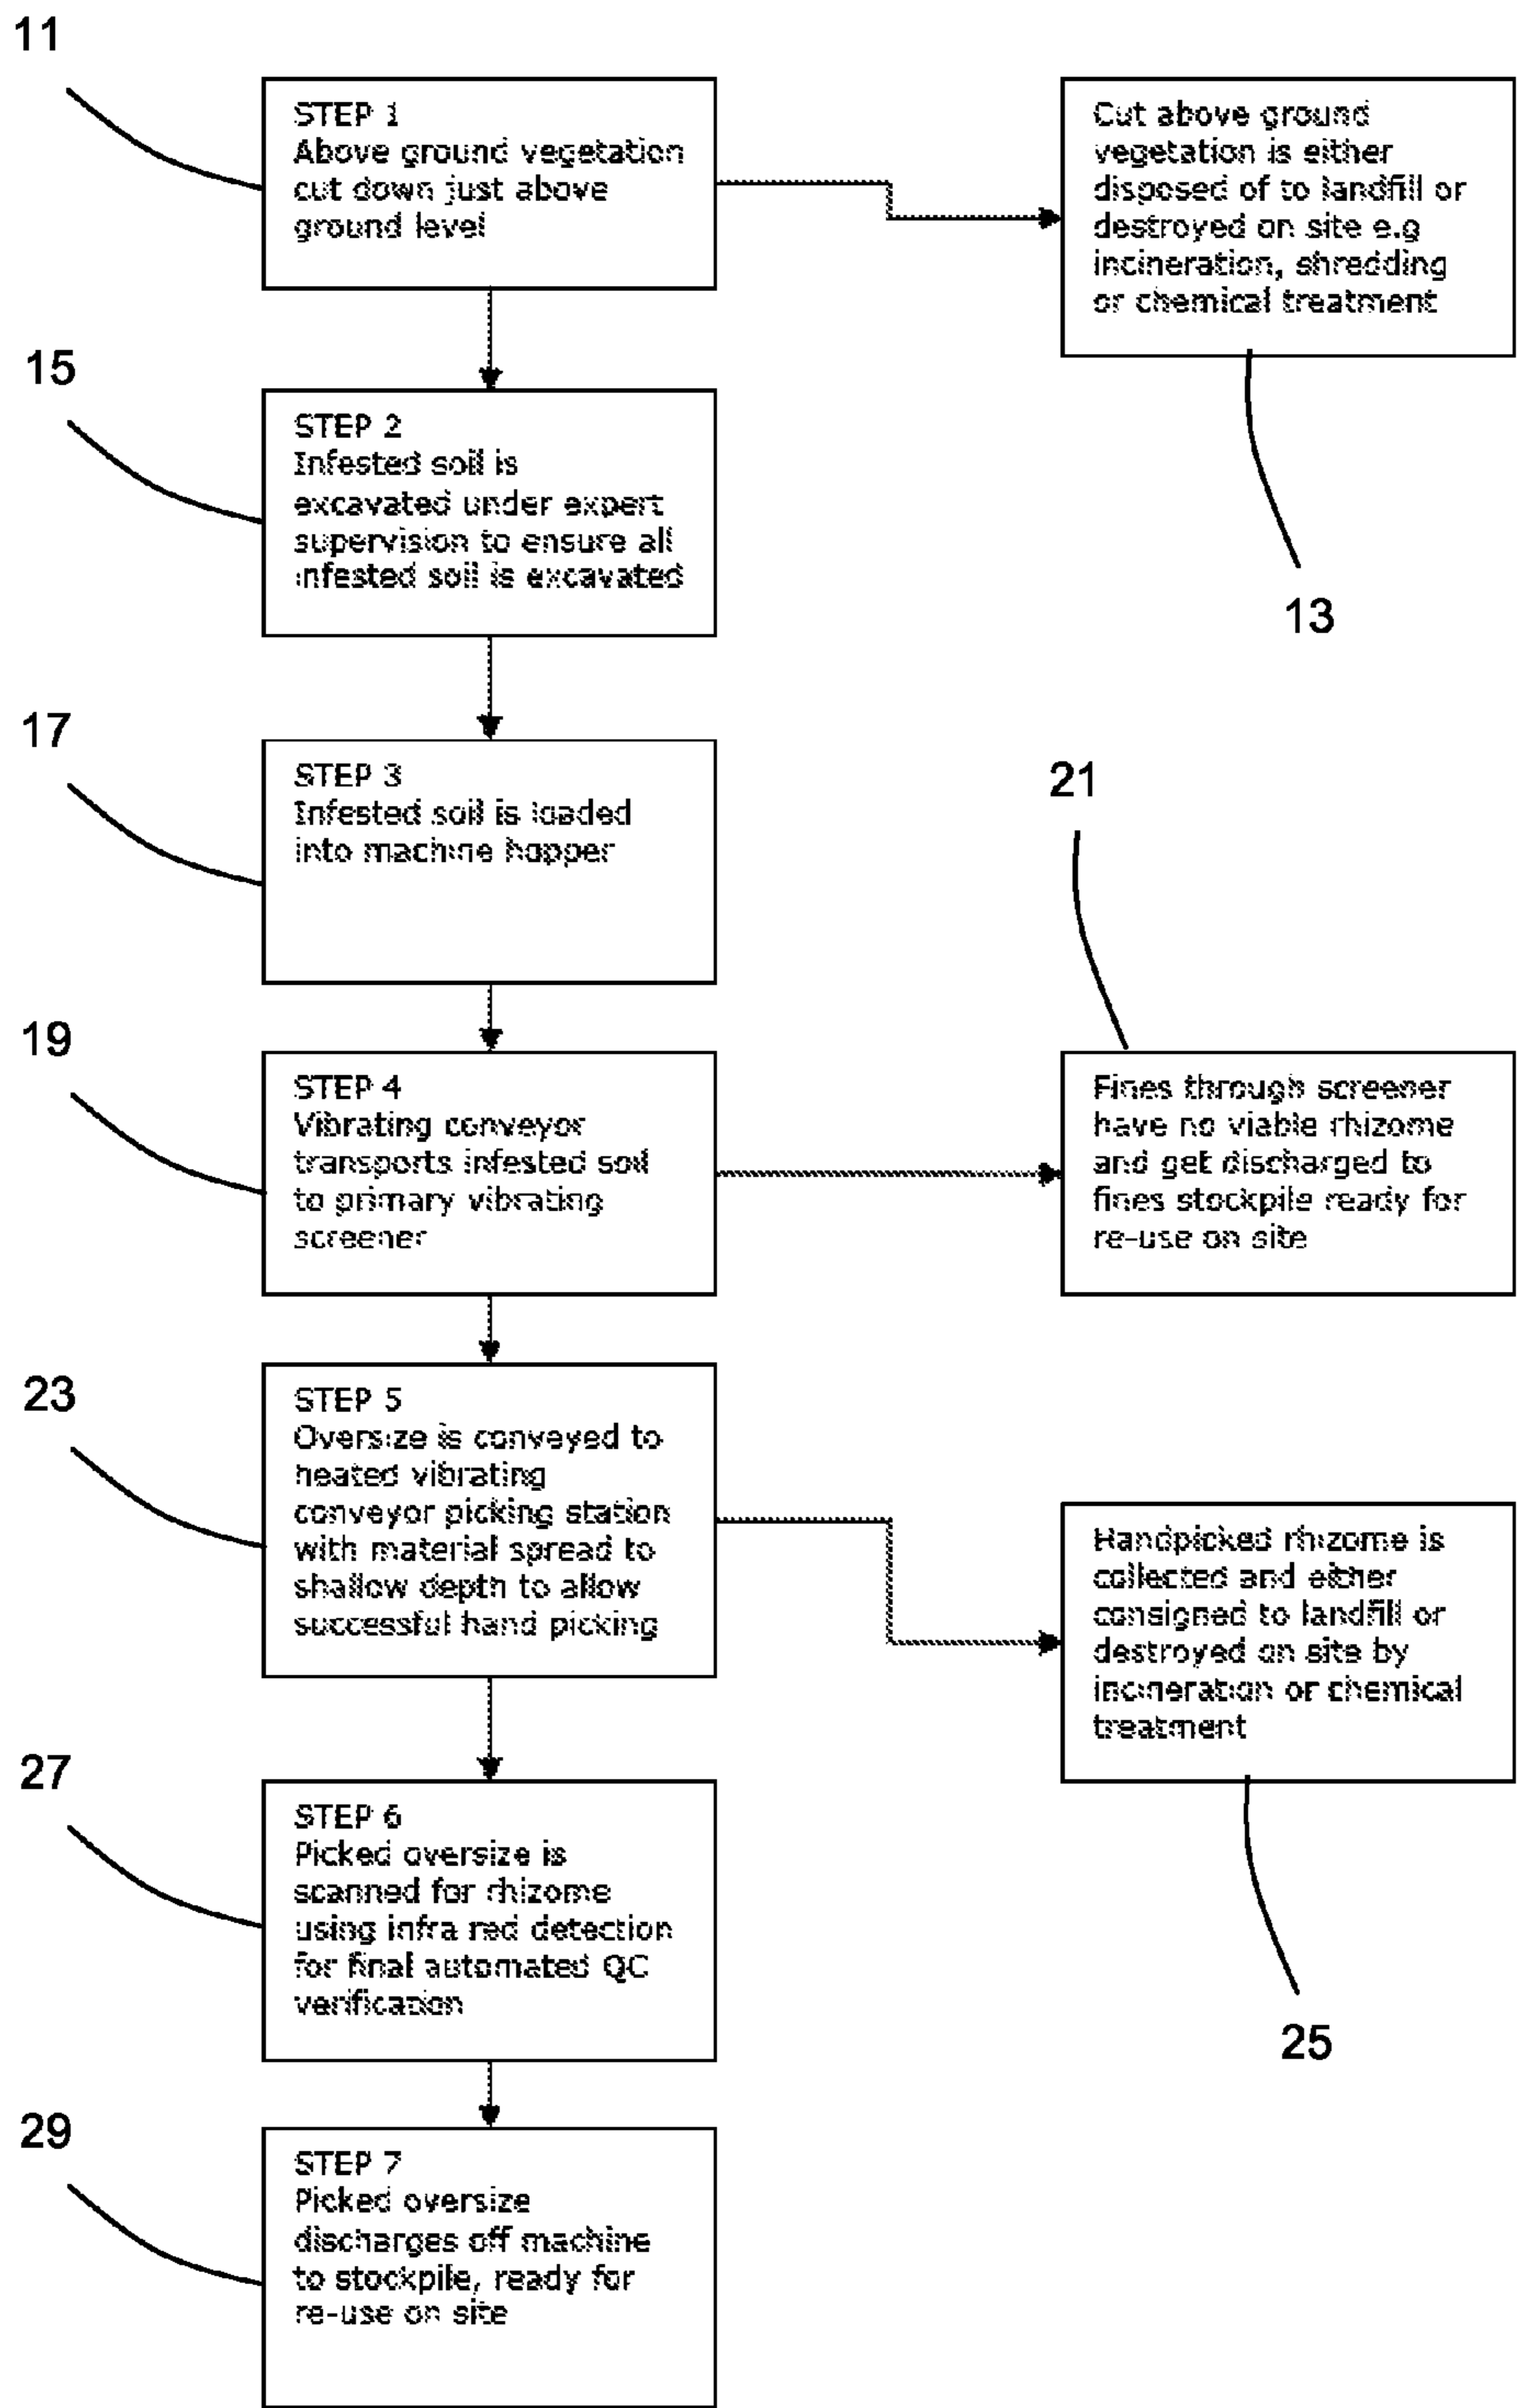 11
STEP 1
Above ground vegetation
cut down just above
ground level
Cut above ground
vegetation is either
disposed of to landfill or
destroyed on site e.g
incineration, shredding
or chemical treatment
13
15
STEP 2
Infested soil is
excavated under expert
supervision to ensure all
infested soil is excavated
17
STEP 3
Infested soil is loaded
into machine hopper
19
STEP 4
Vibrating conveyor
transports infested soil
to primary vibrating
screener
21
Fines through screener
have no viable rhizome
and get discharged to
fines stockpile ready for
re-use on site
23
STEP 5
Oversize is conveyed to
heated vibrating
conveyor picking station
with material spread to
shallow depth to allow
successful hand picking
Handpicked rhizome is
collected and either
consigned to landfill or
destroyed on site by
incineration or chemical
treatment
25
27
STEP 6
Picked oversize is
scanned for rhizome
using infra red detection
for final automated QC
verification
29
STEP 7
Picked oversize
discharges off machine
to stockpile, ready for
re-use on site